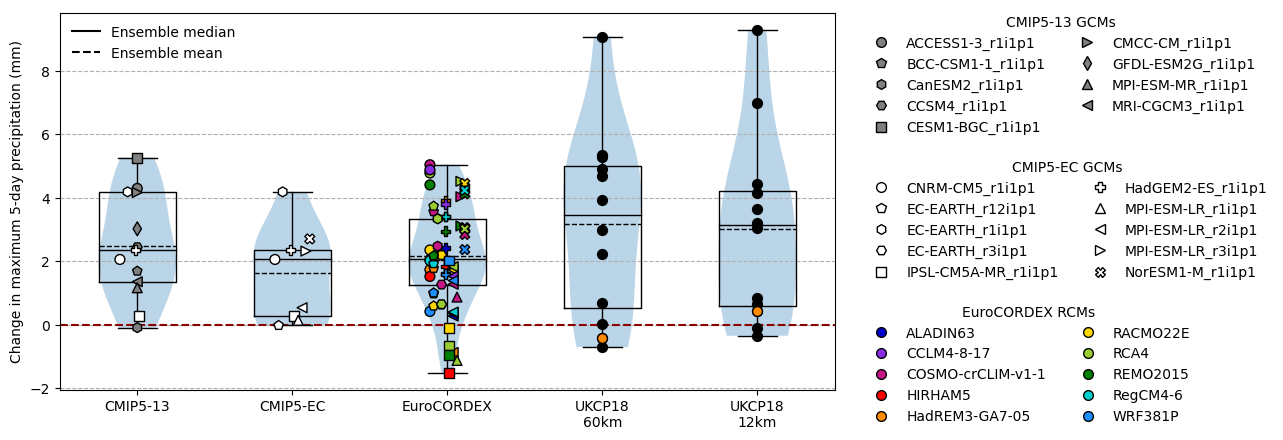 Change in maximum 5-day precipitation (mm)
8
6
4
2
0
−2
Ensemble median
Ensemble mean
CMIP5-13
CMIP5-EC
EuroCORDEX
UKCP18
60km
UKCP18
12km
CMIP5-13 GCMs
ACCESS1-3_r1i1p1
BCC-CSM1-1_r1i1p1
CanESM2_r1i1p1
CCSM4_r1i1p1
CESM1-BGC_r1i1p1
CMCC-CM_r1i1p1
GFDL-ESM2G_r1i1p1
MPI-ESM-MR_r1i1p1
MRI-CGCM3_r1i1p1
CMIP5-EC GCMs
CNRM-CM5_r1i1p1
EC-EARTH_r12i1p1
EC-EARTH_r1i1p1
EC-EARTH_r3i1p1
IPSL-CM5A-MR_r1i1p1
HadGEM2-ES_r1i1p1
MPI-ESM-LR_r1i1p1
MPI-ESM-LR_r2i1p1
MPI-ESM-LR_r3i1p1
NorESM1-M_r1i1p1
EuroCORDEX RCMs
ALADIN63
CCLM4-8-17
COSMO-crCLIM-v1-1
HIRHAM5
HadREM3-GA7-05
RACMO22E
RCA4
REMO2015
RegCM4-6
WRF381P